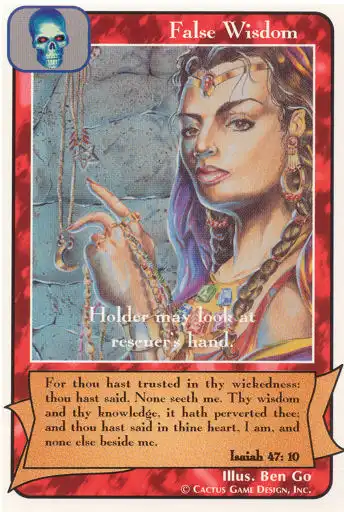 False Wisdom
Holder may look at
rescuer's hand.
For thou hast trusted in thy wickedness:
thou hast said, None seeth me. Thy wisdom
and thy knowledge, it hath perverted thee;
and thou hast said in thine heart, I am, and
none else beside me.
Isaiah 47: 10
Illus. Ben Go
© Cactus Game Design, Inc.